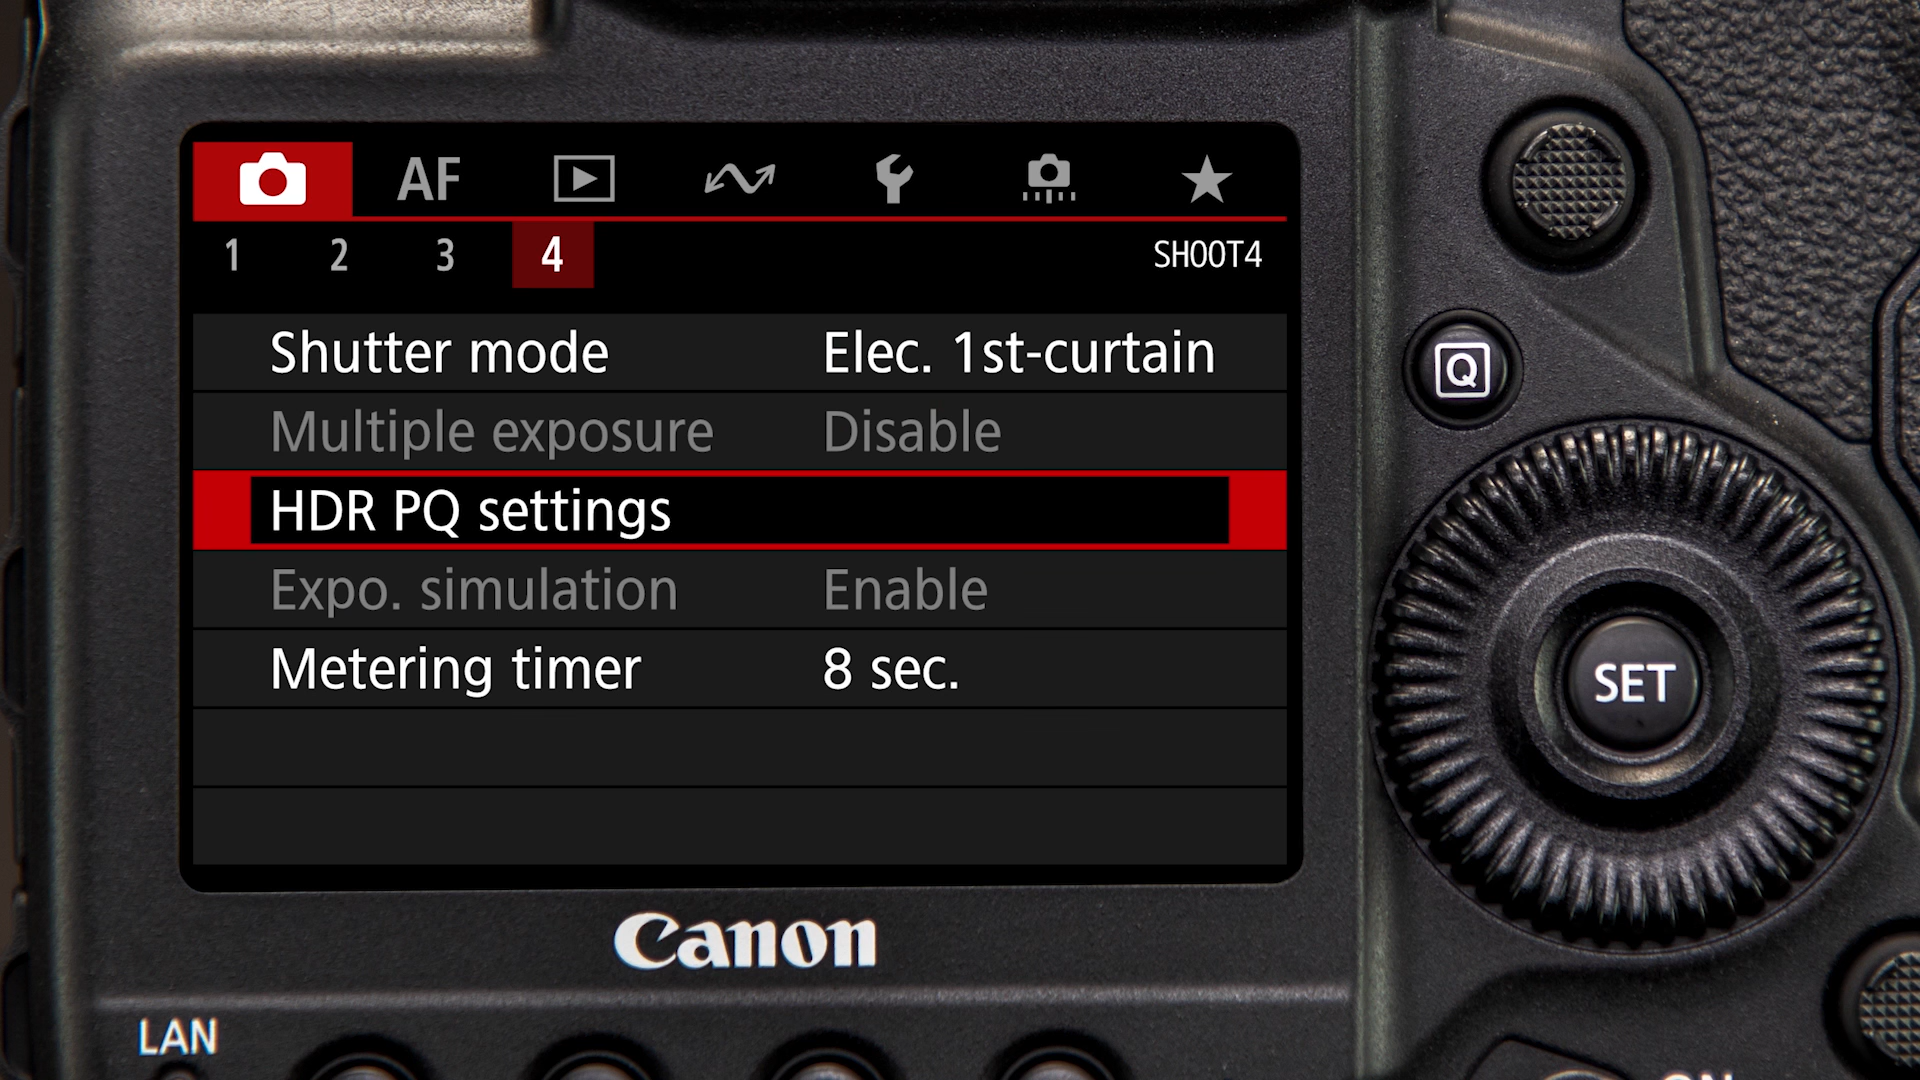 AF
1 2 3 4 SHOOT4
Shutter mode Elec. 1st-curtain
Multiple exposure Disable
HDR PQ settings
Expo. simulation Enable
Metering timer 8 sec.
Q
SET
Canon
LAN
ON